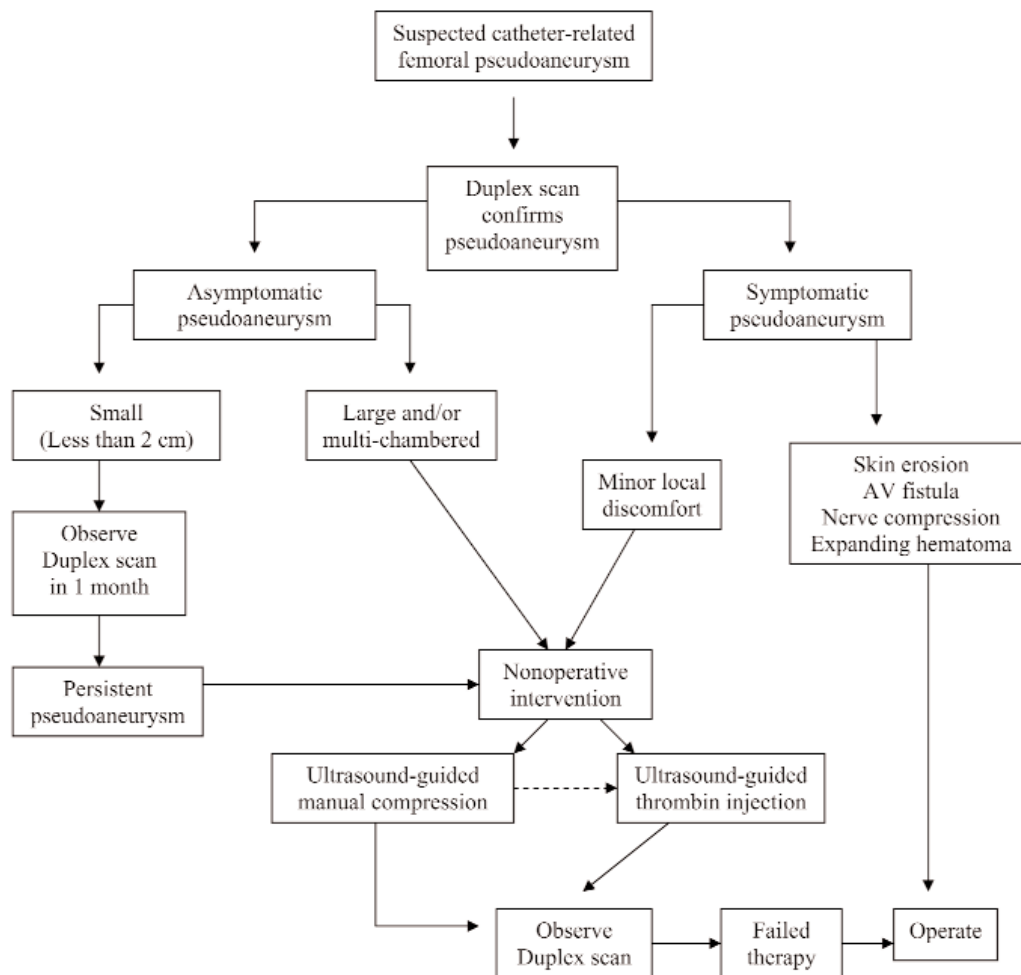 Suspected catheter-related
femoral pseudoaneurysm
Duplex scan
confirms
pseudoaneurysm
Asymptomatic
pseudoaneurysm
Symptomatic
pseudoaneurysm
Small
(Less than 2 cm)
Large and/or
multi-chambered
Minor local
discomfort
Skin erosion
AV fistula
Nerve compression
Expanding hematoma
Observe
Duplex scan
in 1 month
Persistent
pseudoaneurysm
Nonoperative
intervention
Ultrasound-guided
manual compression
Ultrasound-guided
thrombin injection
Observe
Duplex scan
Failed
therapy
Operate